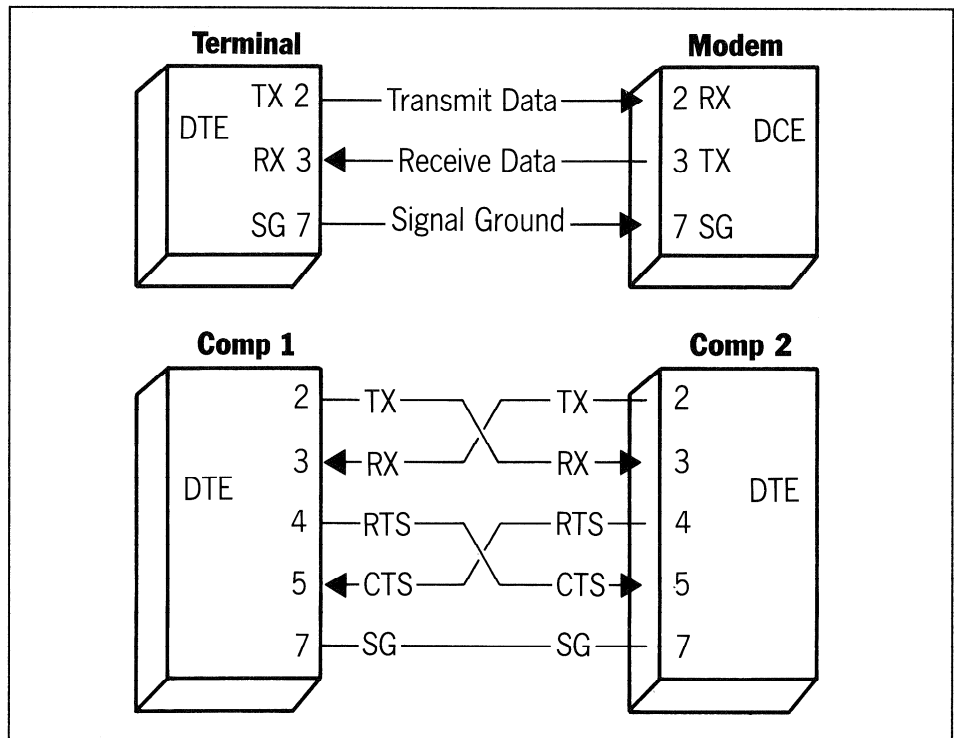 Terminal Modem
TX 2 Transmit Data 2 RX
DTE DCE
RX 3 Receive Data 3 TX
SG 7 Signal Ground 7 SG
Comp 1 Comp 2
2 TX TX 2
3 RX RX 3
DTE DTE
4 RTS RTS 4
5 CTS CTS 5
7 SG SG 7